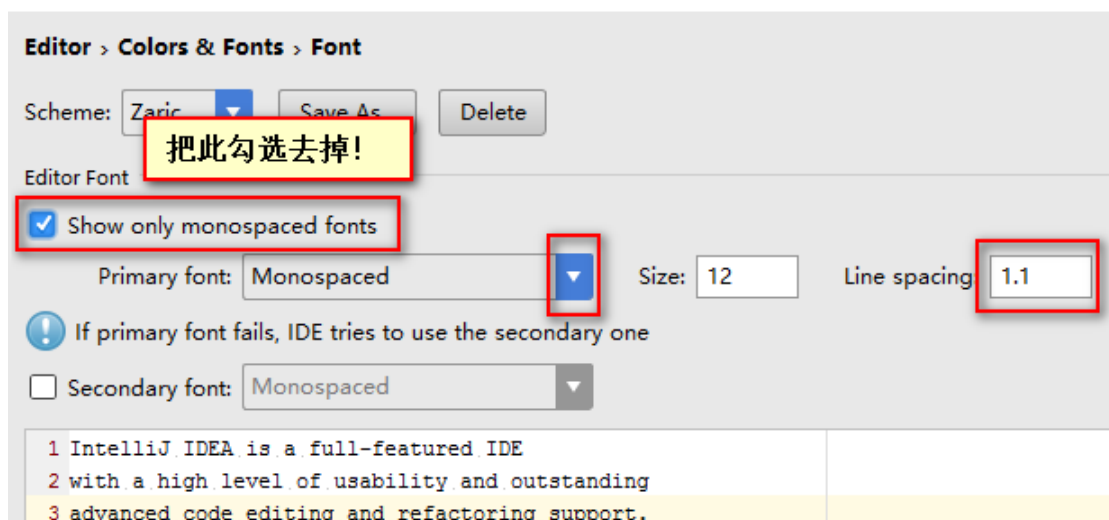 Editor › Colors & Fonts › Font
Scheme: Zaric Save As... Delete
把此勾选去掉!
Editor Font
Show only monospaced fonts
Primary font: Monospaced Size: 12 Line spacing: 1.1
If primary font fails, IDE tries to use the secondary one
Secondary font: Monospaced
1 IntelliJ IDEA is a full-featured IDE
2 with a high level of usability and outstanding
3 advanced code editing and refactoring support.